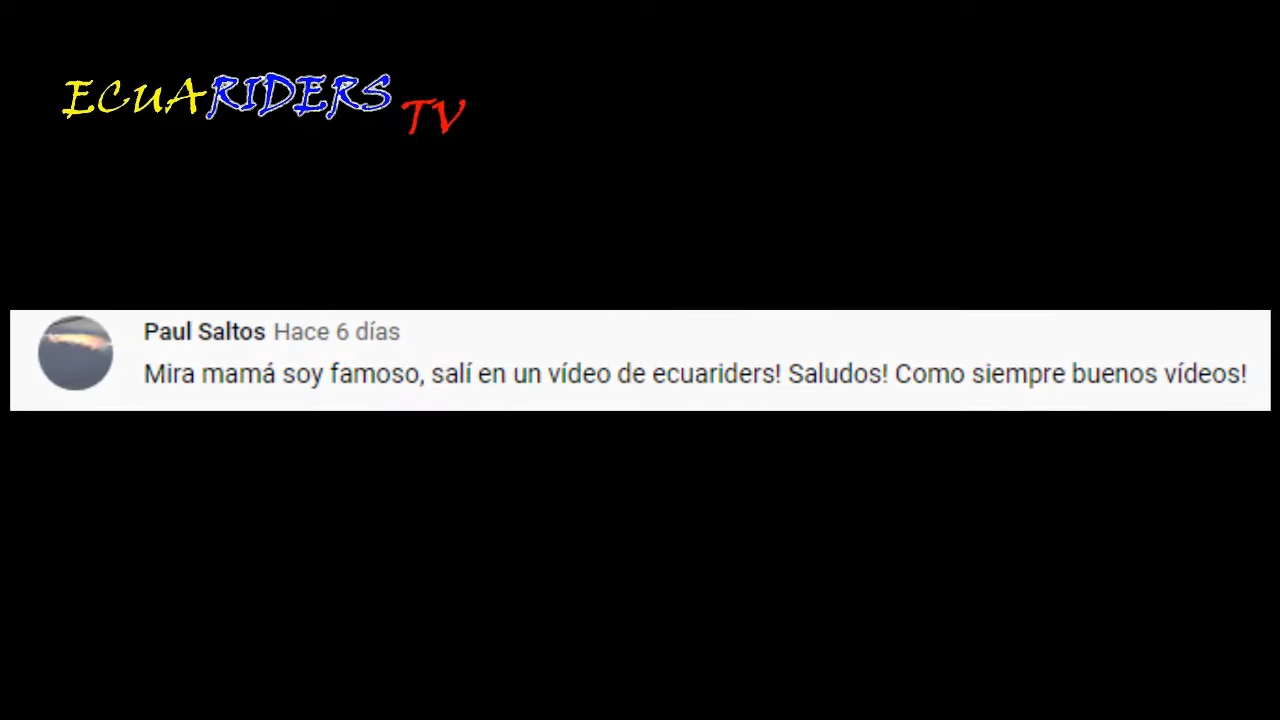 ECUARIDERS TV
Paul Saltos Hace 6 días
Mira mamá soy famoso, salí en un vídeo de ecuariders! Saludos! Como siempre buenos vídeos!